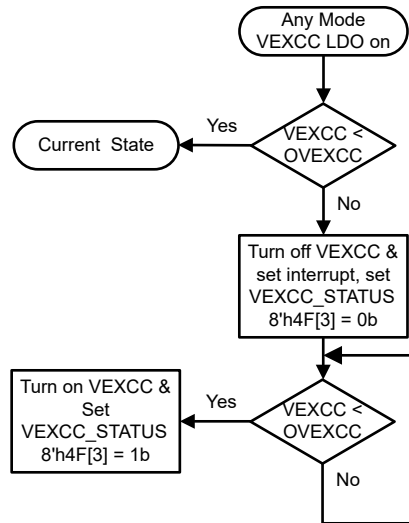 Any Mode
VEXCC LDO on
Yes
VEXCC <
OVEXCC
Current State
No
Turn off VEXCC &
set interrupt, set
VEXCC_STATUS
8'h4F[3] = 0b
Turn on VEXCC &
Set
VEXCC_STATUS
8'h4F[3] = 1b
Yes
VEXCC <
OVEXCC
No